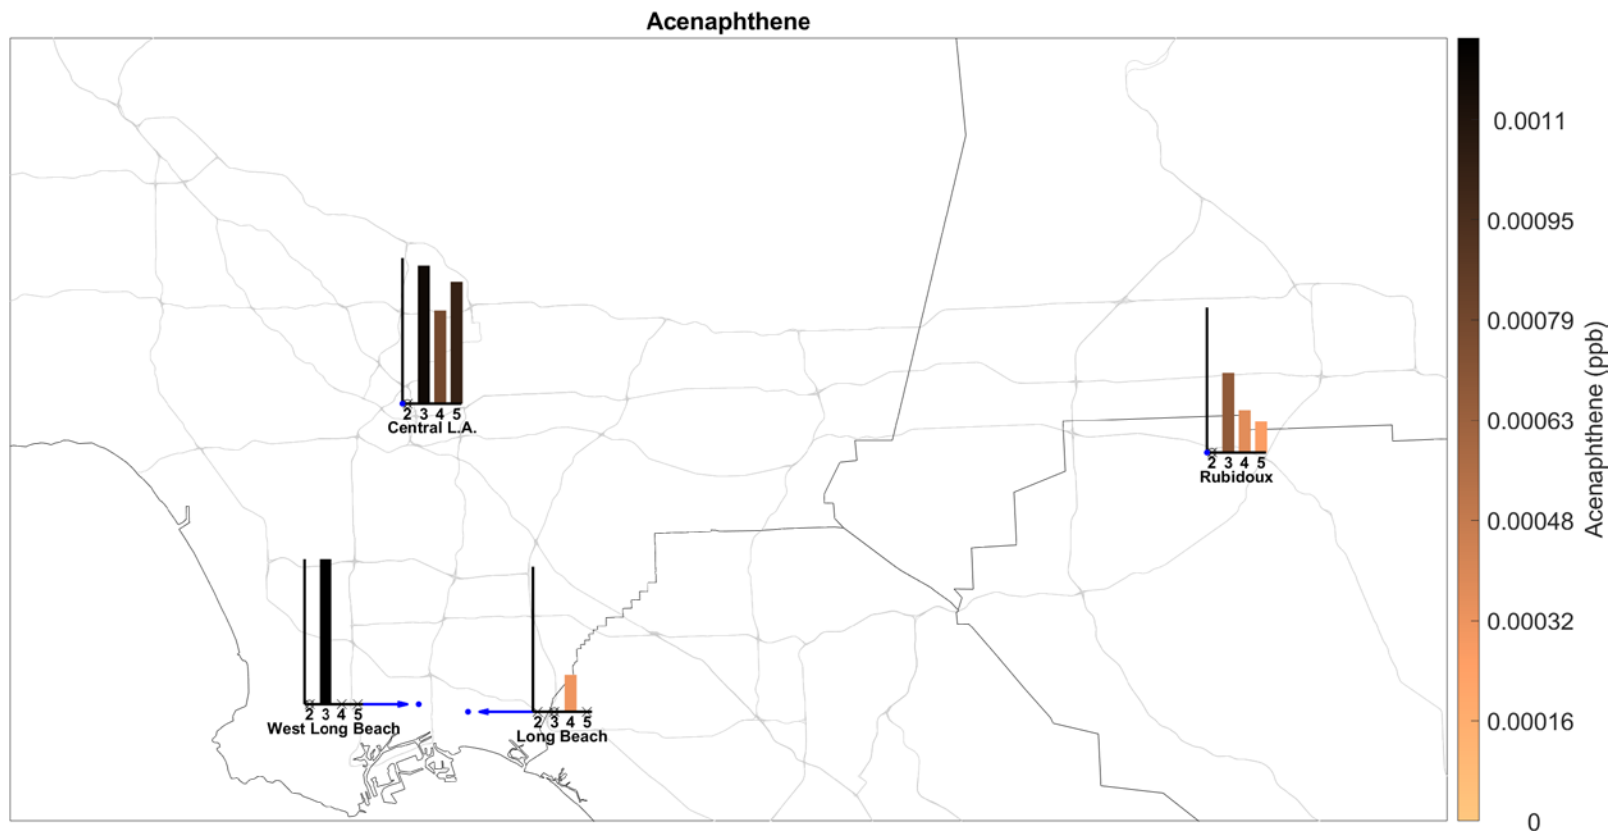 Acenaphthene
0.0011
0.00095
0.00079
0.00063
0.00048
0.00032
0.00016
0
Acenaphthene (ppb)
2 3 4 5
Central L.A.
2 3 4 5
Rubidoux
2 3 4 5
West Long Beach
2 3 4 5
Long Beach